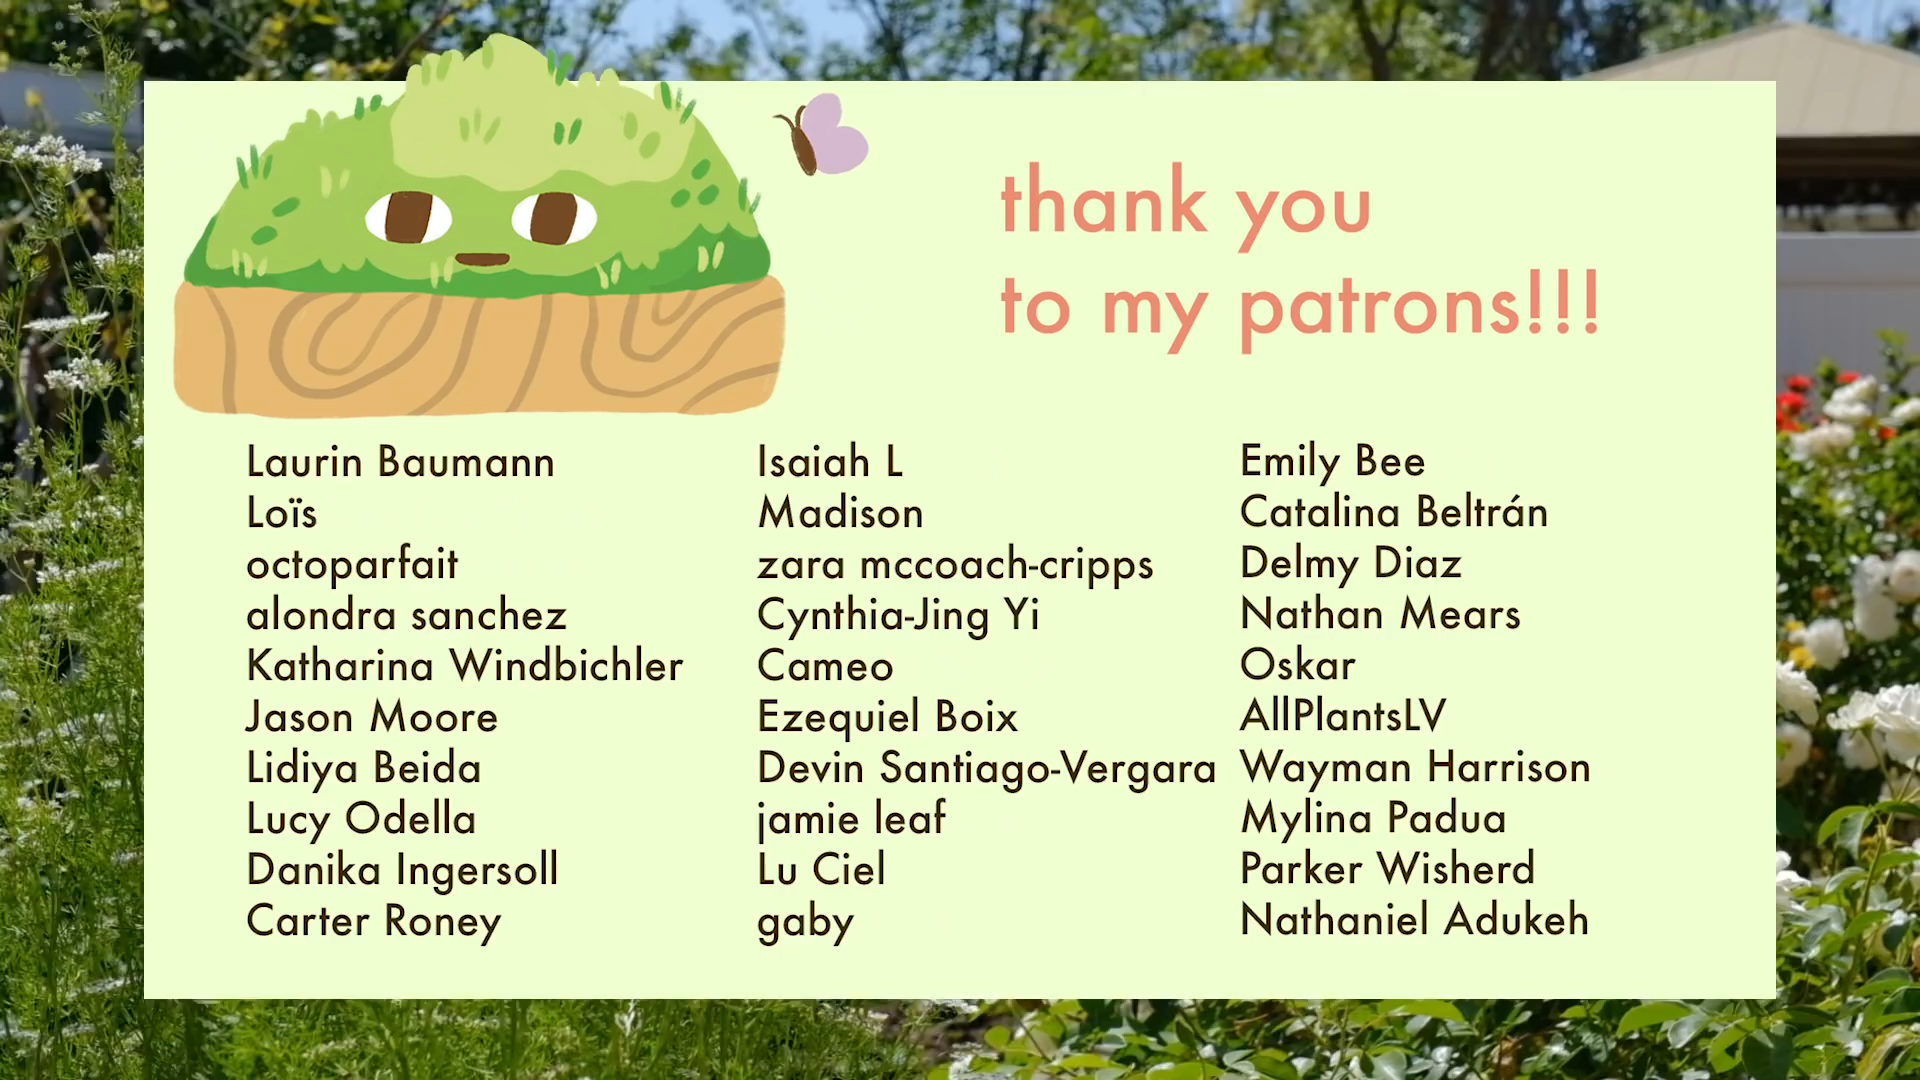 thank you
to my patrons!!!
Laurin Baumann
Loïs
octoparfait
alondra sanchez
Katharina Windbichler
Jason Moore
Lidiya Beida
Lucy Odella
Danika Ingersoll
Carter Roney
Isaiah L
Madison
zara mccoach-cripps
Cynthia-Jing Yi
Cameo
Ezequiel Boix
Devin Santiago-Vergara
jamie leaf
Lu Ciel
gaby
Emily Bee
Catalina Beltrán
Delmy Diaz
Nathan Mears
Oskar
AllPlantsLV
Wayman Harrison
Mylina Padua
Parker Wisherd
Nathaniel Adukeh